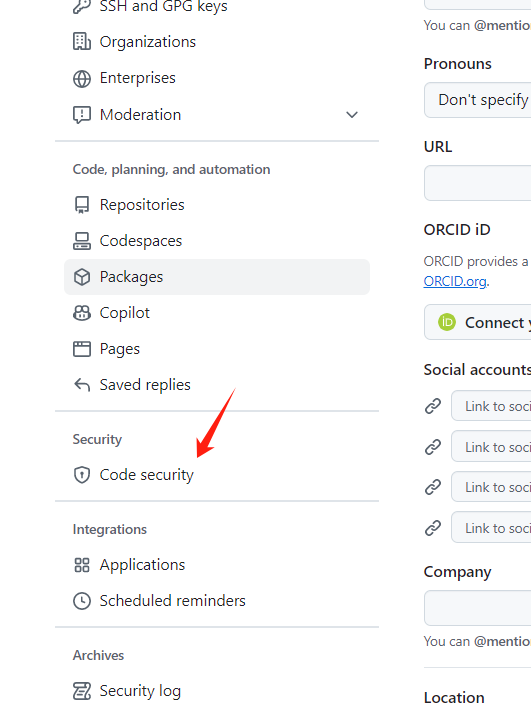 SSH and GPG keys
Organizations
Enterprises
Moderation
Code, planning, and automation
Repositories
Codespaces
Packages
Copilot
Pages
Saved replies
Security
Code security
Integrations
Applications
Scheduled reminders
Archives
Security log
You can @mentio
Pronouns
Don't specify
URL
ORCID iD
ORCID provides a
ORCID.org.
iD Connect y
Social accounts
Link to soci
Link to soci
Link to soci
Link to soci
Company
You can @mentio
Location